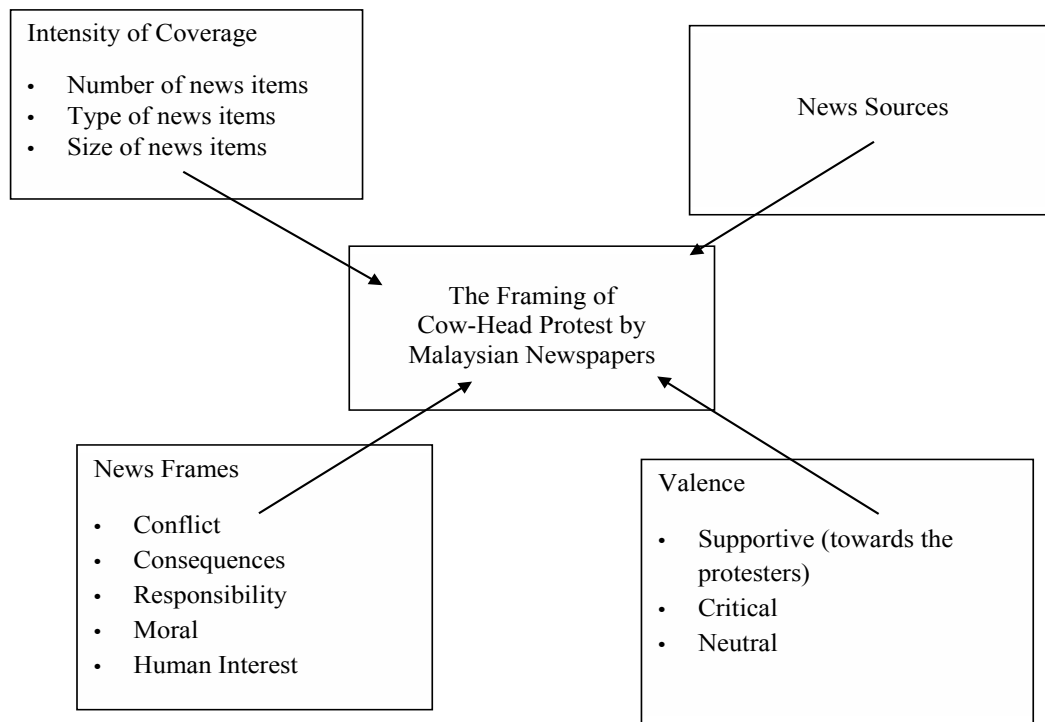 Intensity of Coverage
• Number of news items
• Type of news items
• Size of news items
News Sources
The Framing of
Cow-Head Protest by
Malaysian Newspapers
News Frames
• Conflict
• Consequences
• Responsibility
• Moral
• Human Interest
Valence
• Supportive (towards the
protesters)
• Critical
• Neutral